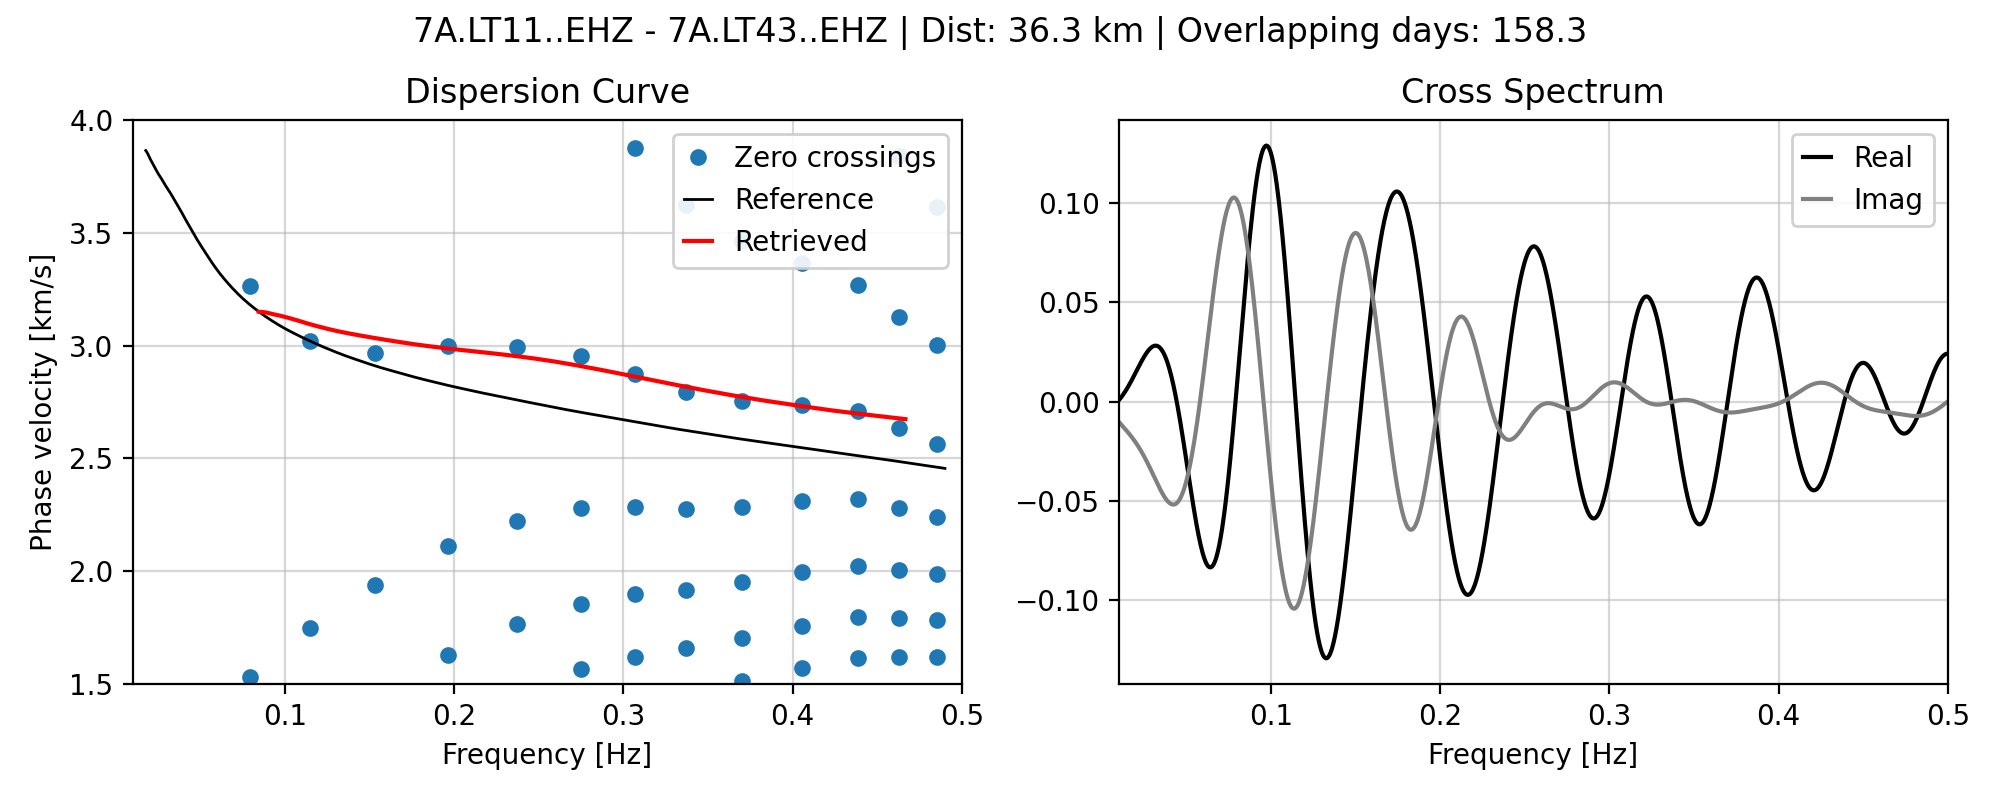 7A.LT11..EHZ - 7A.LT43..EHZ | Dist: 36.3 km | Overlapping days: 158.3
Dispersion Curve
4.0
3.5
3.0
2.5
2.0
1.5
Phase velocity [km/s]
0.1
0.2
0.3
0.4
0.5
Frequency [Hz]
Zero crossings
Reference
Retrieved
Cross Spectrum
0.10
0.05
0.00
−0.05
−0.10
0.1
0.2
0.3
0.4
0.5
Frequency [Hz]
Real
Imag